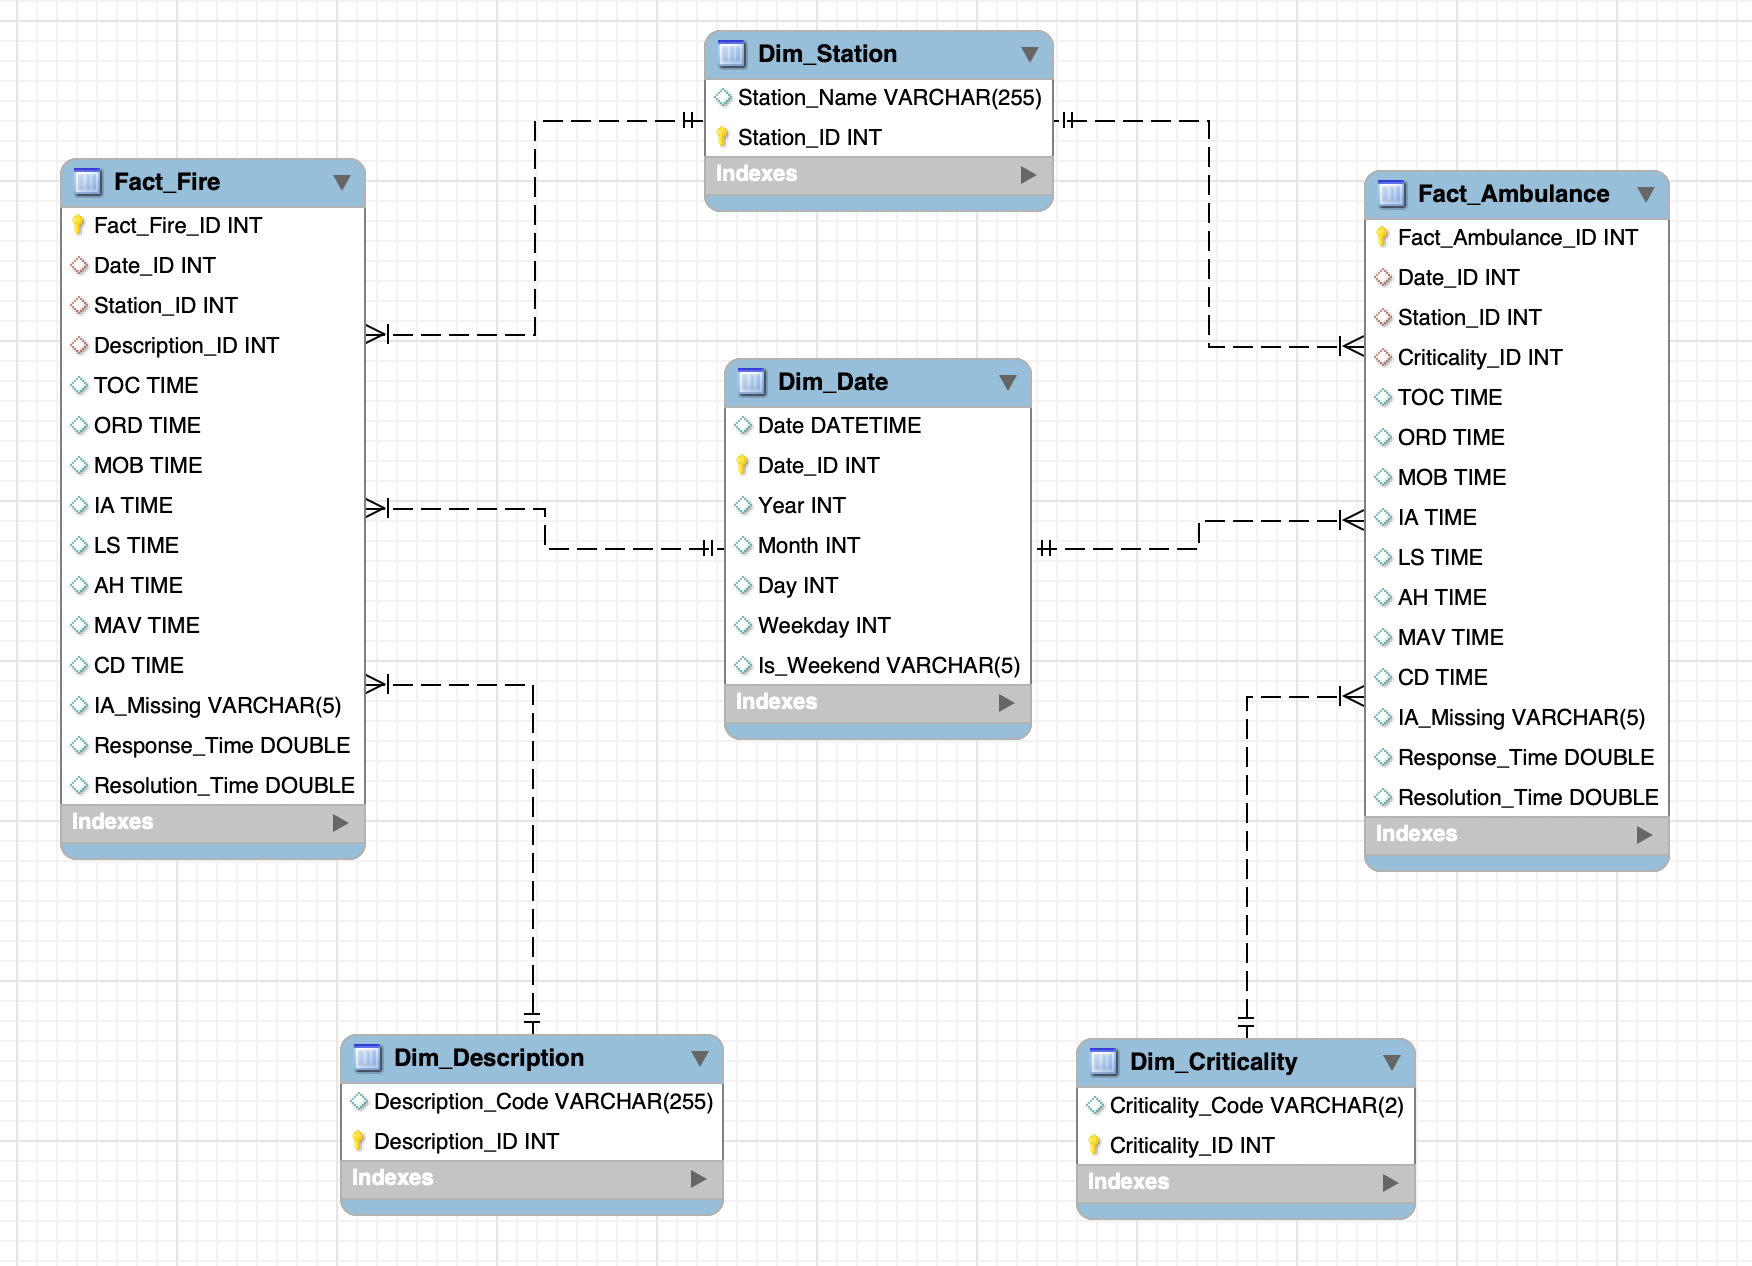 Dim_Station
Station_Name VARCHAR(255)
Station_ID INT
Indexes
Fact_Fire
Fact_Fire_ID INT
Date_ID INT
Station_ID INT
Description_ID INT
TOC TIME
ORD TIME
MOB TIME
IA TIME
LS TIME
AH TIME
MAV TIME
CD TIME
IA_Missing VARCHAR(5)
Response_Time DOUBLE
Resolution_Time DOUBLE
Indexes
Dim_Date
Date DATETIME
Date_ID INT
Year INT
Month INT
Day INT
Weekday INT
Is_Weekend VARCHAR(5)
Indexes
Fact_Ambulance
Fact_Ambulance_ID INT
Date_ID INT
Station_ID INT
Criticality_ID INT
TOC TIME
ORD TIME
MOB TIME
IA TIME
LS TIME
AH TIME
MAV TIME
CD TIME
IA_Missing VARCHAR(5)
Response_Time DOUBLE
Resolution_Time DOUBLE
Indexes
Dim_Description
Description_Code VARCHAR(255)
Description_ID INT
Indexes
Dim_Criticality
Criticality_Code VARCHAR(2)
Criticality_ID INT
Indexes